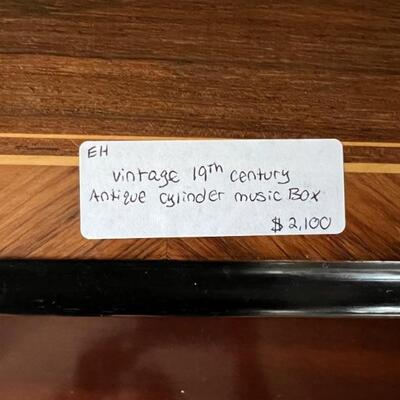 EH
vintage 19th century
Antique cylinder music Box
$ 2,100